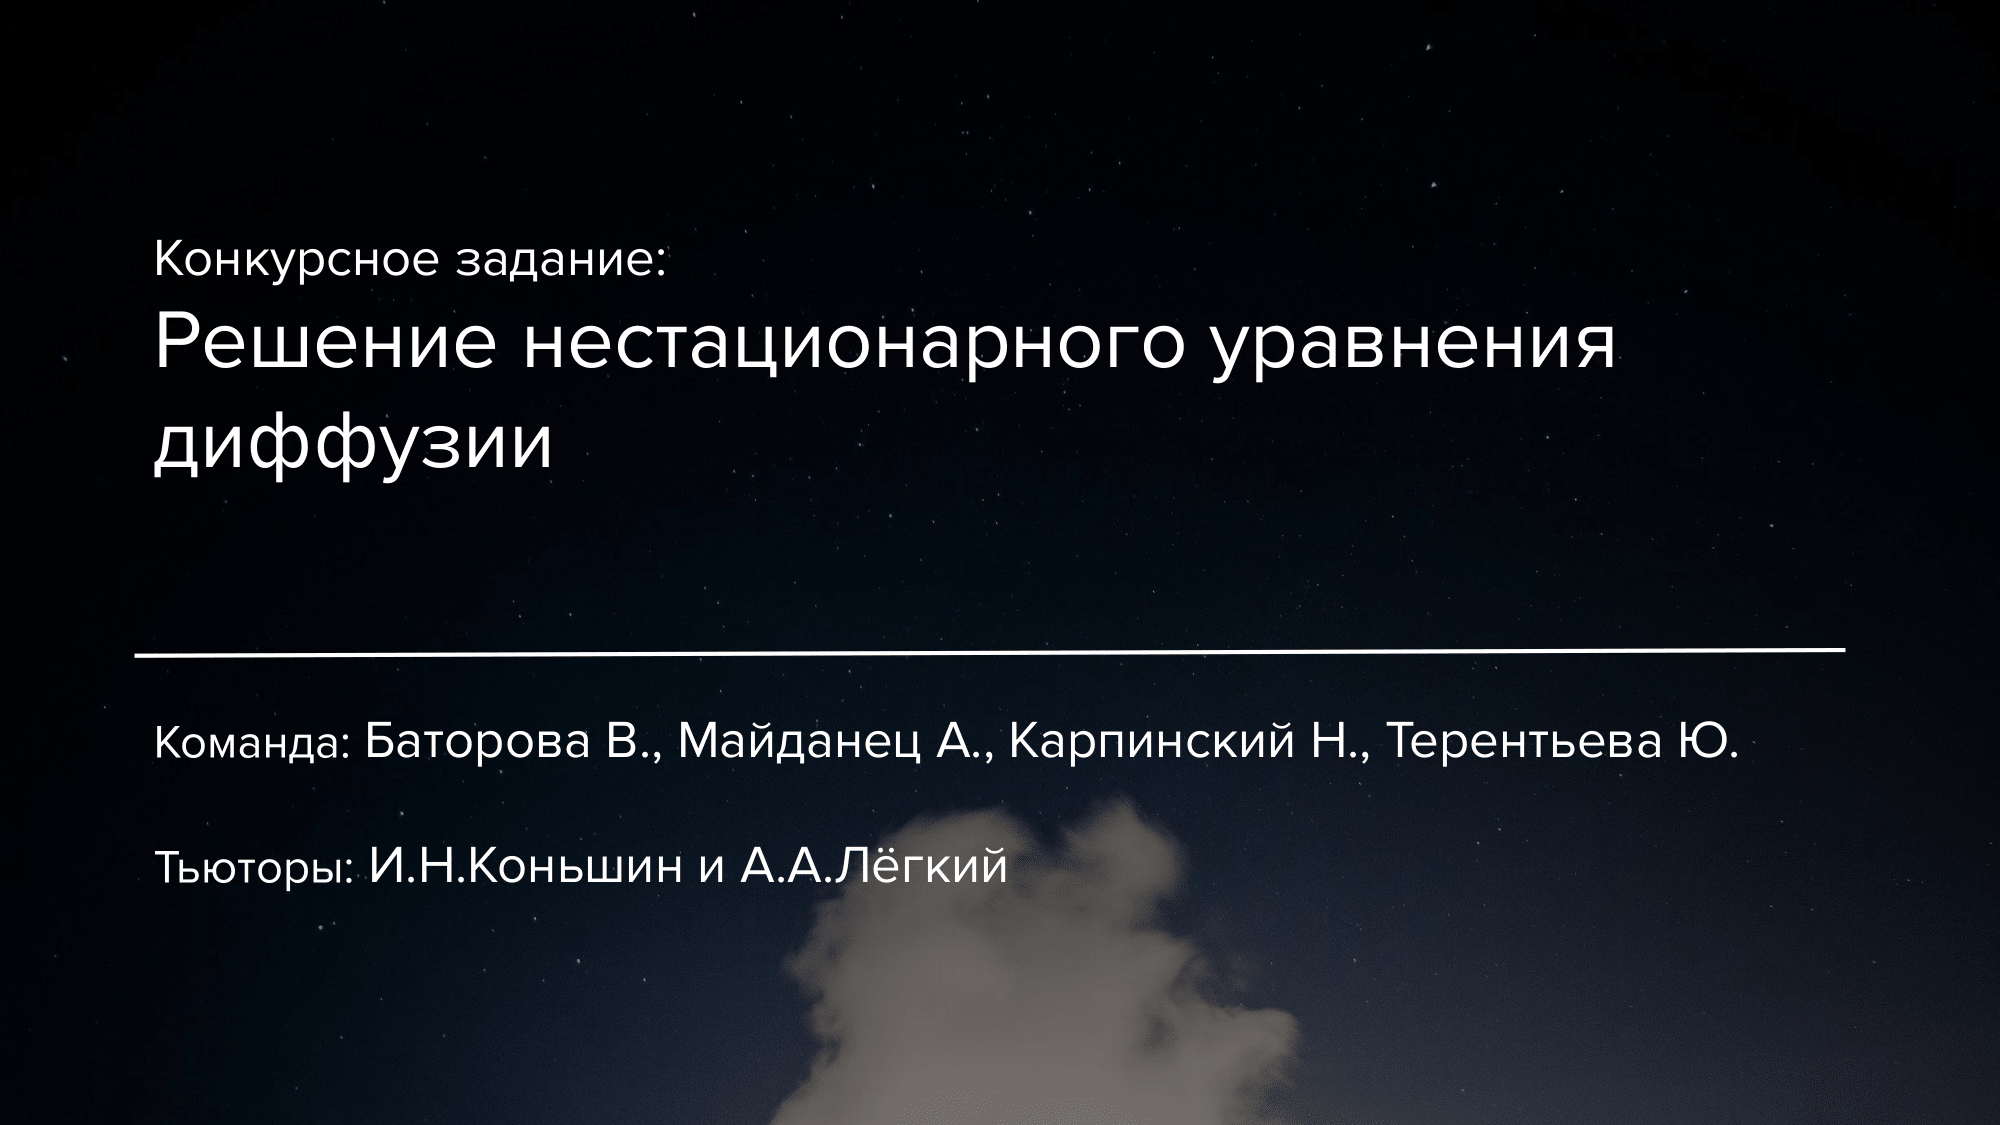 Конкурсное задание:
Решение нестационарного уравнения
диффузии
Команда: Баторова В., Майданец А., Карпинский Н., Терентьева Ю.
Тьюторы: И.Н.Коньшин и А.А.Лёгкий